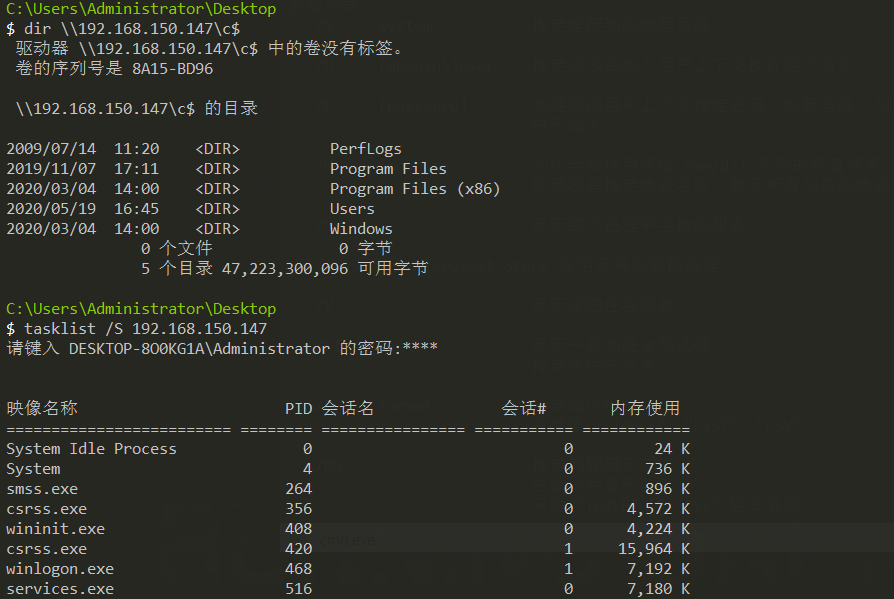 C:\Users\Administrator\Desktop
$ dir \\192.168.150.147\c$
驱动器 \\192.168.150.147\c$ 中的卷没有标签。
卷的序列号是 8A15-BD96
\\192.168.150.147\c$ 的目录
2009/07/14 11:20 <DIR> PerfLogs
2019/11/07 17:11 <DIR> Program Files
2020/03/04 14:00 <DIR> Program Files (x86)
2020/05/19 16:45 <DIR> Users
2020/03/04 14:00 <DIR> Windows
0 个文件 0 字节
5 个目录 47,223,300,096 可用字节
C:\Users\Administrator\Desktop
$ tasklist /S 192.168.150.147
请键入 DESKTOP-8O0KG1A\Administrator 的密码:****
映像名称 PID 会话名 会话# 内存使用
========================= ======== ================ =========== ============
System Idle Process 0 0 24 K
System 4 0 736 K
smss.exe 264 0 896 K
csrss.exe 356 0 4,572 K
wininit.exe 408 0 4,224 K
csrss.exe 420 1 15,964 K
winlogon.exe 468 1 7,192 K
services.exe 516 0 7,180 K